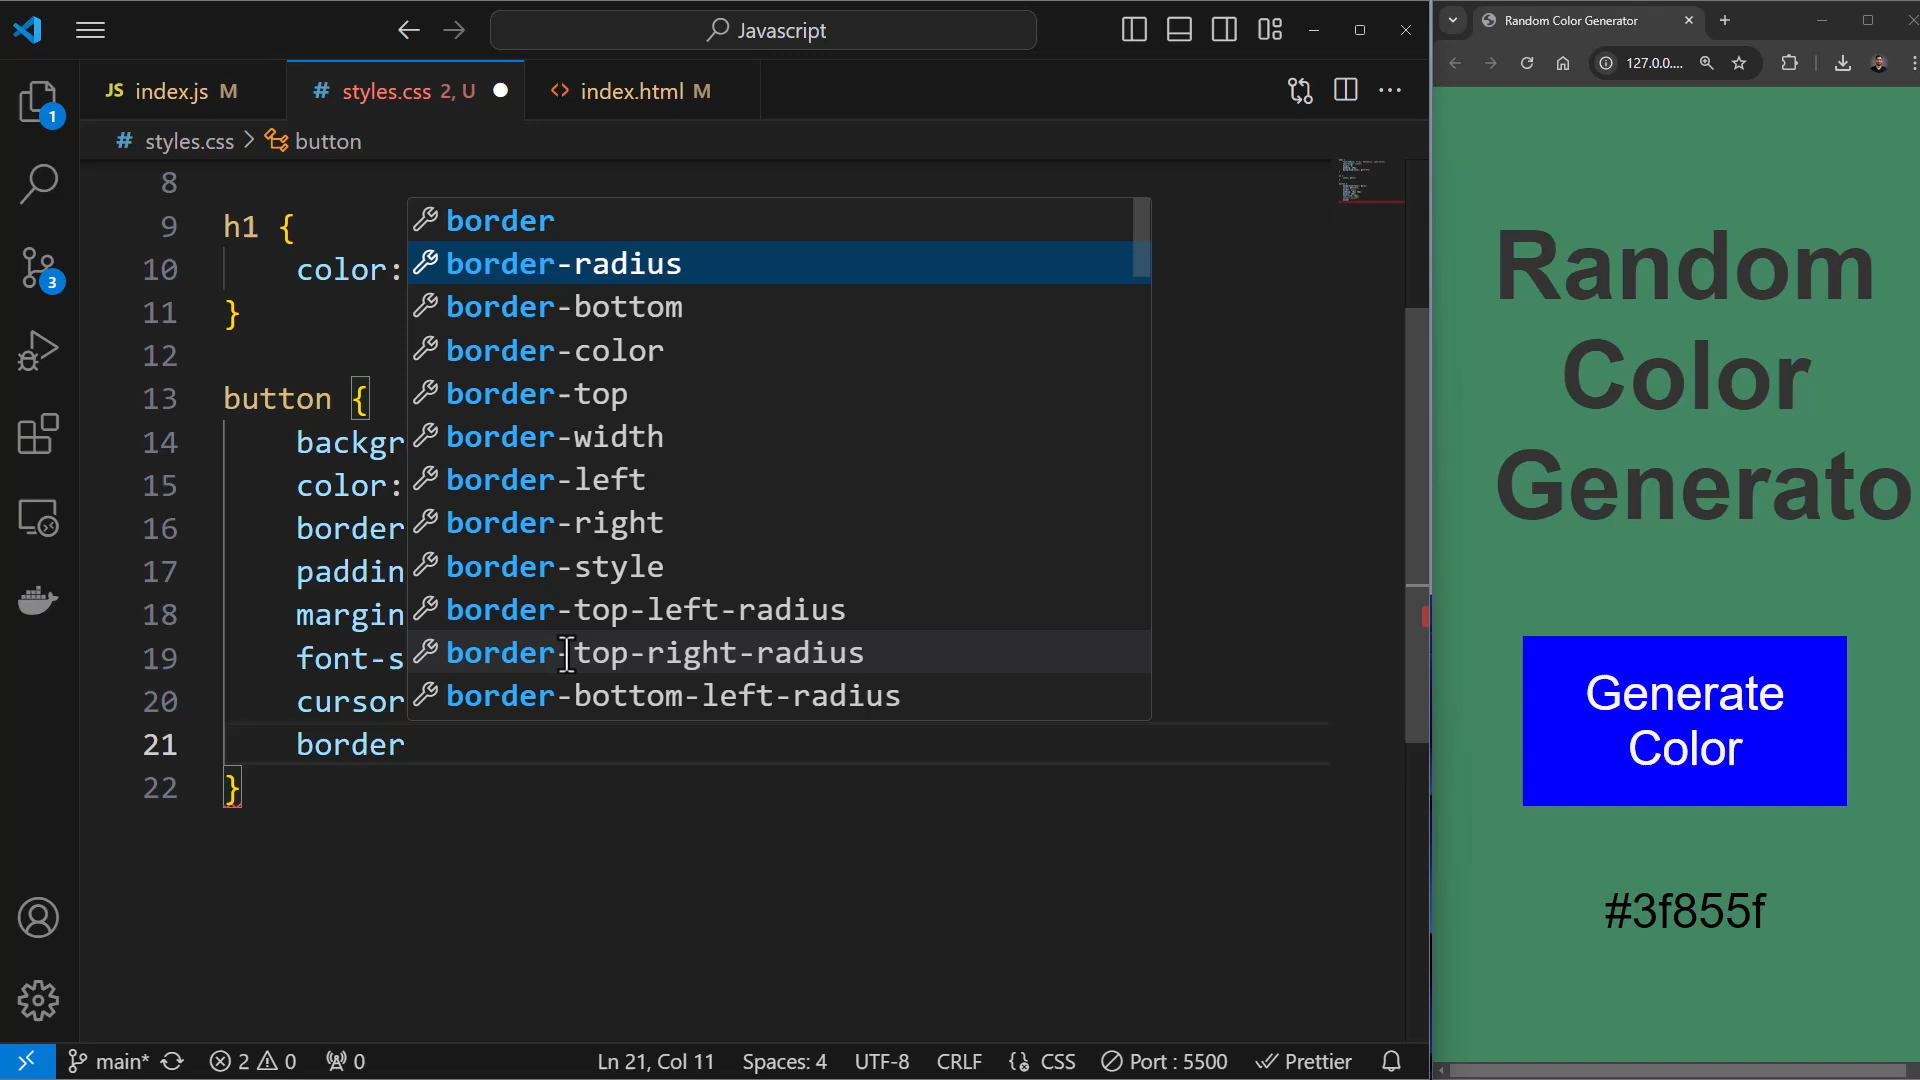 Javascript
JS index.js M
# styles.css 2, U
<> index.html M
# styles.css > button
1
3
8
9 h1 {
10 color:
11 }
12
13 button {
14 backgr
15 color:
16 border
17 paddin
18 margin
19 font-s
20 cursor
21 border
22 }
border
border-radius
border-bottom
border-color
border-top
border-width
border-left
border-right
border-style
border-top-left-radius
border-top-right-radius
border-bottom-left-radius
main*
2
0
0
Ln 21, Col 11
Spaces: 4
UTF-8
CRLF
CSS
Port : 5500
Prettier
Random Color Generator
127.0.0....
Random
Color
Generato
Generate
Color
#3f855f